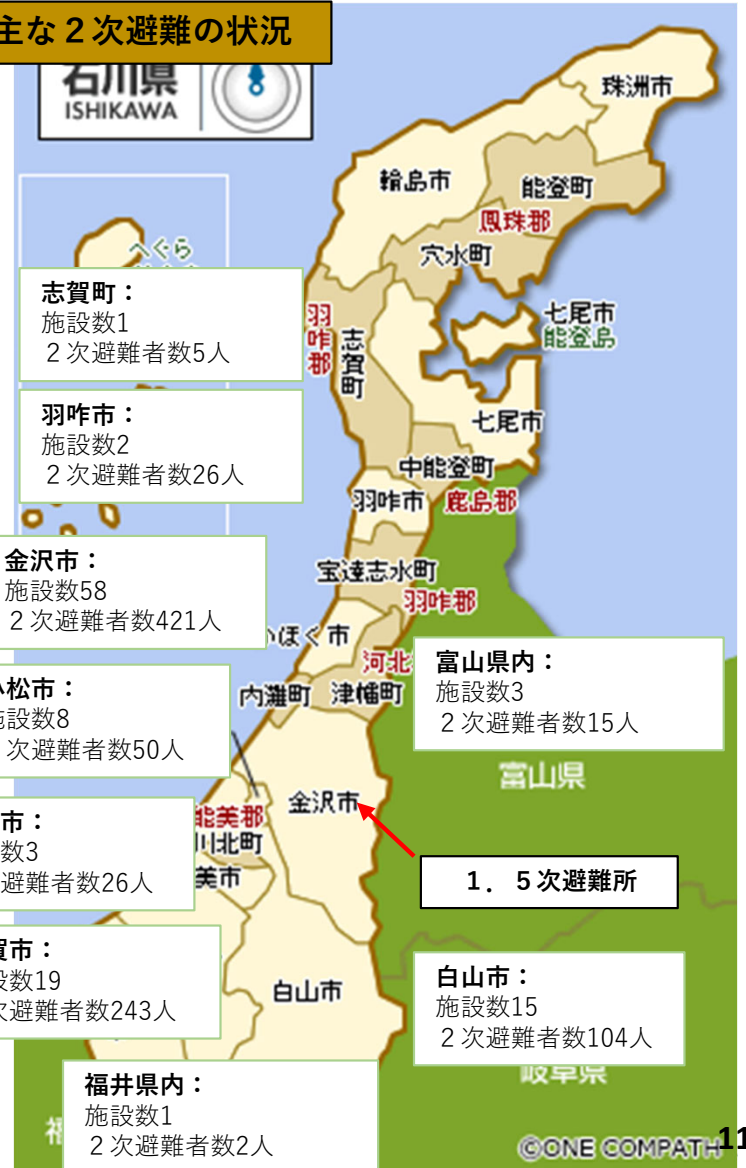 主な２次避難の状況
石川県
ISHIKAWA
珠洲市
輪島市
能登町
鳳珠郡
穴水町
へぐら
志賀町：
施設数1
２次避難者数5人
羽咋郡
志賀町
七尾市
能登島
羽咋市：
施設数2
２次避難者数26人
七尾市
中能登町
羽咋市
鹿島郡
金沢市：
施設数58
２次避難者数421人
宝達志水町
羽咋郡
ほく市
河北
富山県内：
施設数3
２次避難者数15人
松市：
設数8
次避難者数50人
内灘町
津幡町
富山県
金沢市
能美郡
川北町
美市
市：
数3
避難者数26人
１．５次避難所
賀市：
設数19
次避難者数243人
白山市
白山市：
施設数15
２次避難者数104人
岐阜県
福井県内：
施設数1
２次避難者数2人
福
©ONE COMPATH
11